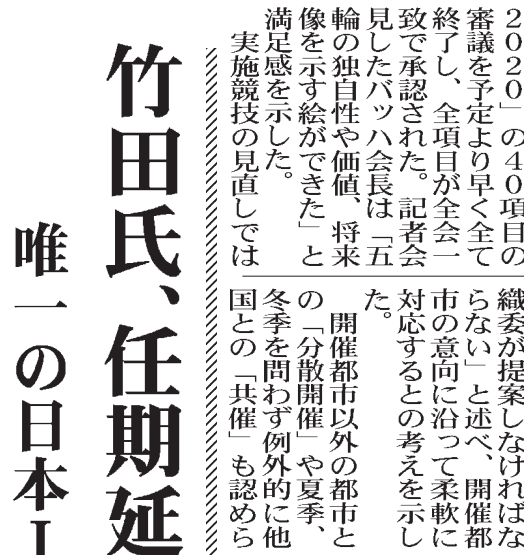 2020」の40項目の
審議を予定より早く全て
終了し、全項目が全会一
致で承認された。記者会
見したバッハ会長は「五
輪の独自性や価値、将来
像を示す絵ができた」と
満足感を示した。
実施競技の見直しでは
織委が提案しなければな
らない」と述べ、開催都
市の意向に沿って柔軟に
対応するとの考えを示し
た。
開催都市以外の都市と
の「分散開催」や夏季、
冬季を問わず例外的に他
国との「共催」も認めら
竹田氏、任期延
唯一の日本I